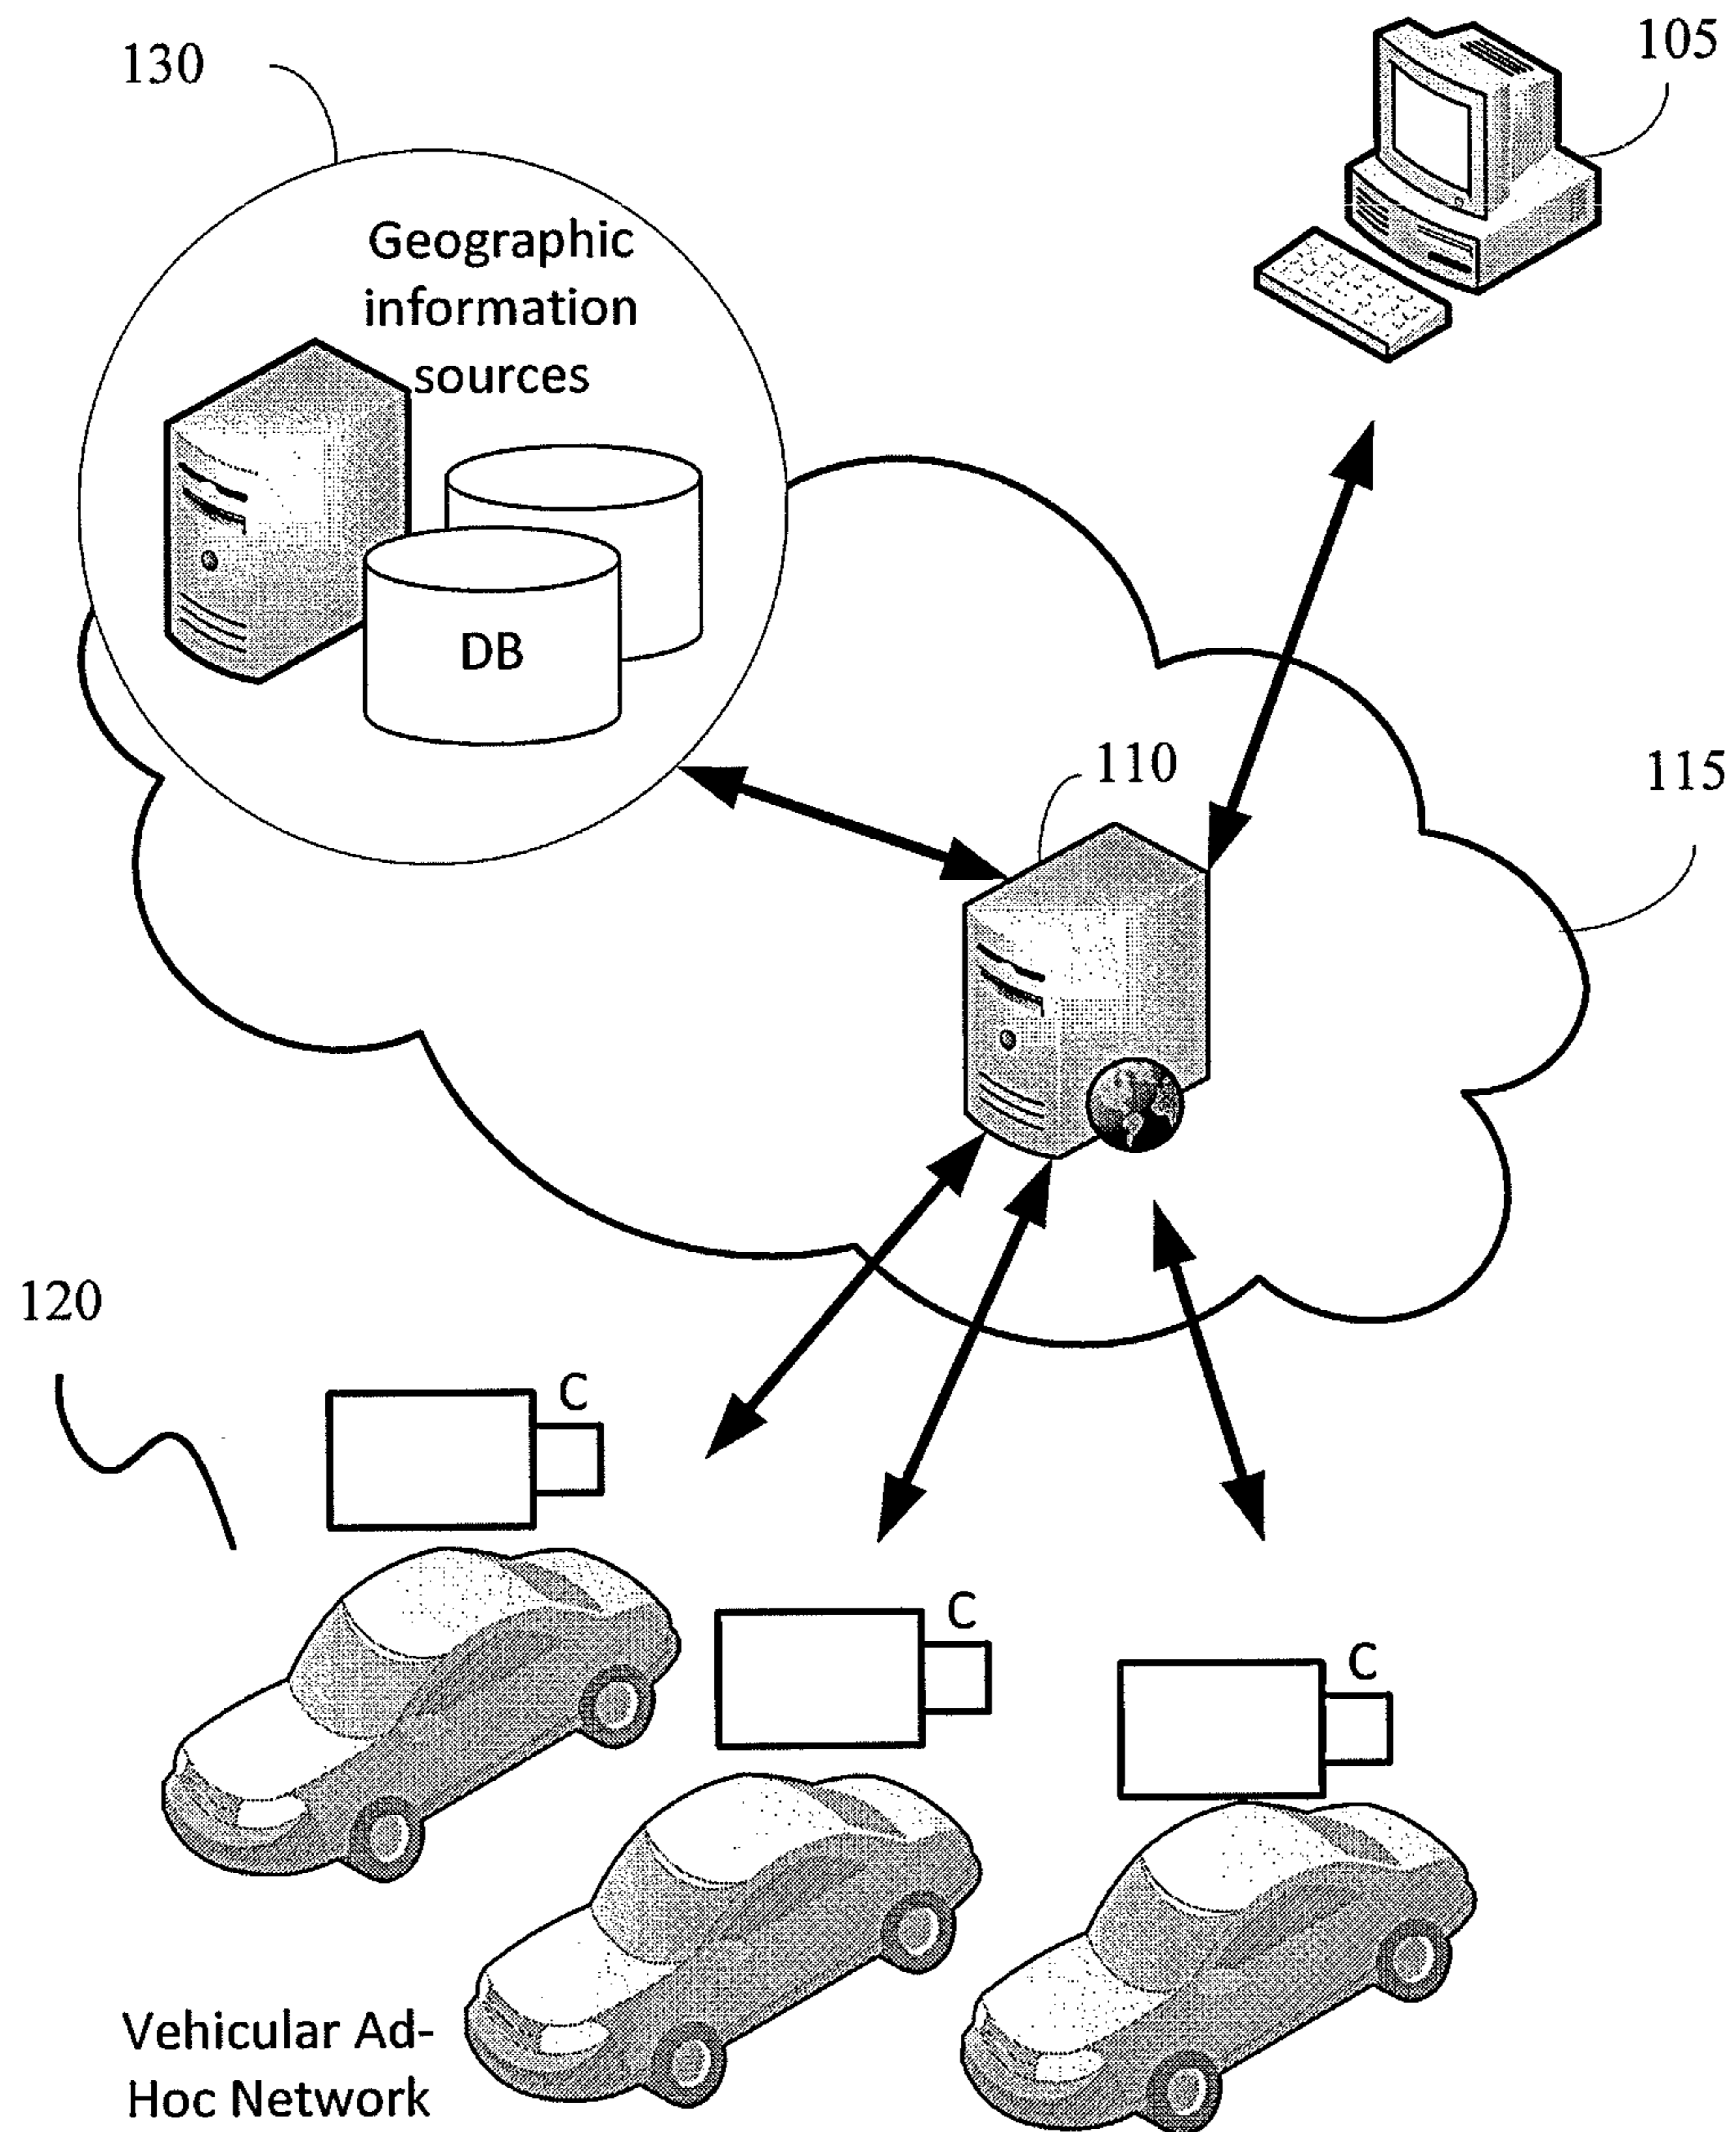 130
105
Geographic
information
sources
DB
110
115
120
C
C
C
Vehicular Ad-
Hoc Network